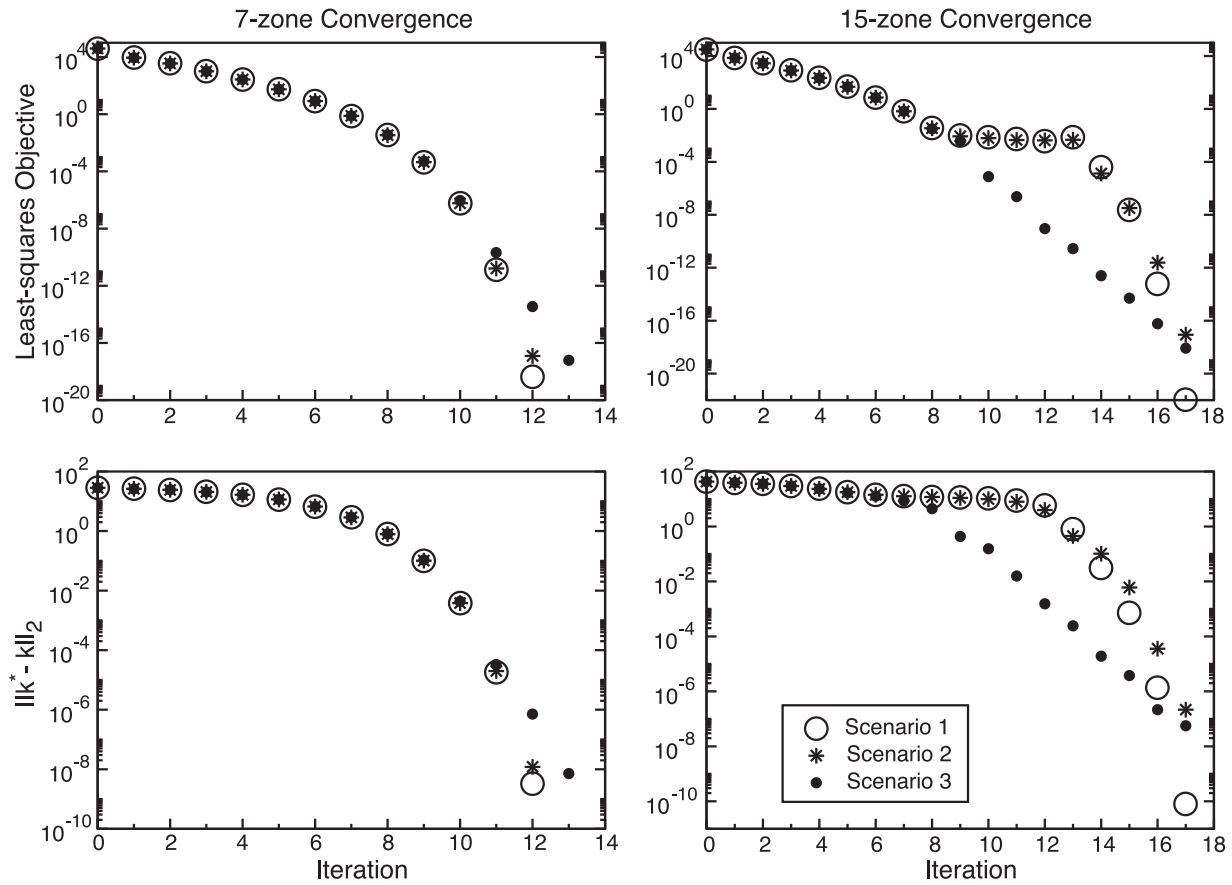 7-zone Convergence
15-zone Convergence
Least-squares Objective
10^4
10^0
10^-4
10^-8
10^-12
10^-16
10^-20
0 2 4 6 8 10 12 14
10^4
10^0
10^-4
10^-8
10^-12
10^-16
10^-20
0 2 4 6 8 10 12 14 16 18
IIk* - kII2
10^2
10^0
10^-2
10^-4
10^-6
10^-8
10^-10
0 2 4 6 8 10 12 14
Iteration
10^2
10^0
10^-2
10^-4
10^-6
10^-8
10^-10
0 2 4 6 8 10 12 14 16 18
Iteration
Scenario 1
Scenario 2
Scenario 3